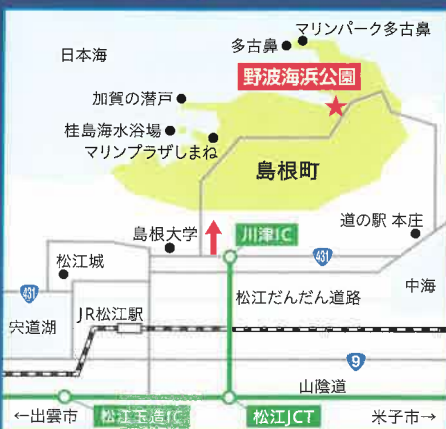 マリンパーク多古鼻
多古鼻
日本海
野波海浜公園
加賀の潜戸
桂島海水浴場
マリンプラザしまね
島根町
道の駅 本庄
島根大学
川津IC
431
松江城
中海
431
松江だんだん道路
宍道湖
JR松江駅
9
山陰道
←出雲市
松江玉造IC
松江JCT
米子市→